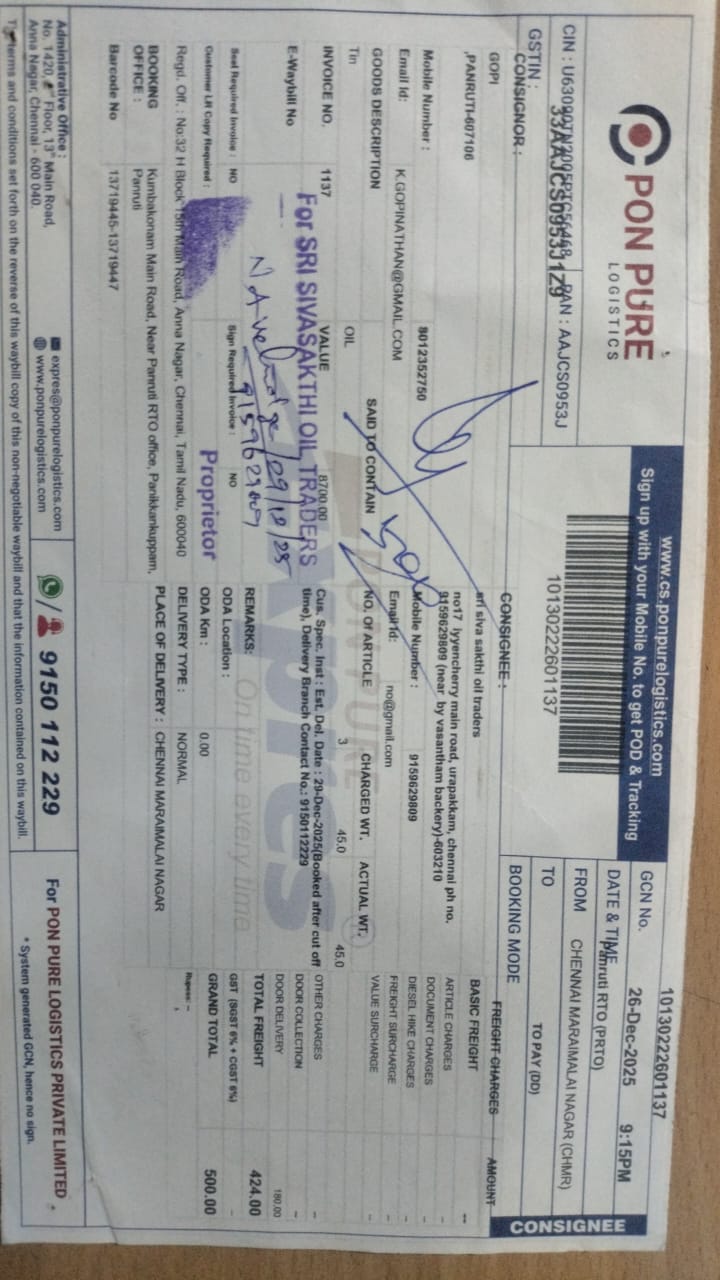 PON PURE
LOGISTICS
CIN : U63090TN2005PTC056468 PAN : AAJCS0953J
GSTIN : 33AAJCS0953J1Z9
www.cs.ponpurelogistics.com
Sign up with your Mobile No. to get POD & Tracking
10130222601137
GCN No. 10130222601137
DATE & TIME 26-Dec-2025 9:15PM
FROM Panruti RTO (PRTO)
TO CHENNAI MARAIMALAI NAGAR (CHMR)
BOOKING MODE TO PAY (DD)
CONSIGNEE
CONSIGNOR :
GOPI
,PANRUTI-607106
Mobile Number : 8012352750
Email Id: K.GOPINATHAN@GMAIL.COM
CONSIGNEE :
sri siva sakthi oil traders
no17 iyyencherry main road, urapakkam, chennai ph no.
9159629809 (near by vasantham backery)-603210
Mobile Number : 9159629809
Email Id: no@gmail.com
GOODS DESCRIPTION SAID TO CONTAIN NO. OF ARTICLE CHARGED WT. ACTUAL WT.
Tin OIL 3 45.0 45.0
INVOICE NO. 1137 VALUE 8700.00
E-Waybill No
Cus. Spec. Inst : Est. Del. Date : 29-Dec-2025(Booked after cut off
time), Delivery Branch Contact No.: 9150112229
Seal Required Invoice : NO Sign Required Invoice : NO
REMARKS:
Customer LR Copy Required :
ODA Location :
ODA Km : 0.00
Regd. Off. : No:32 H Block 15th Main Road, Anna Nagar, Chennai, Tamil Nadu, 600040
DELIVERY TYPE : NORMAL
BOOKING OFFICE : Kumbakonam Main Road, Near Panruti RTO office, Panikkankuppam, Panruti
PLACE OF DELIVERY : CHENNAI MARAIMALAI NAGAR
Barcode No 13719445-13719447
FREIGHT CHARGES AMOUNT
BASIC FREIGHT --
ARTICLE CHARGES -
DOCUMENT CHARGES -
DIESEL HIKE CHARGES -
FREIGHT SURCHARGE -
VALUE SURCHARGE -
OTHER CHARGES -
DOOR COLLECTION -
DOOR DELIVERY 180.00
TOTAL FREIGHT 424.00
GST (SGST 6% + CGST 6%) -
GRAND TOTAL 500.00
Rupees: --
PON PURE
Xpres
On time every time
For SRI SIVASAKTHI OIL TRADERS
29/12/25
9159629809
Proprietor
Administrative Office :
No. 1420, Floor, 13th Main Road,
Anna Nagar, Chennai - 600 040.
expres@ponpurelogistics.com
www.ponpurelogistics.com
9150 112 229
For PON PURE LOGISTICS PRIVATE LIMITED
* System generated GCN, hence no sign.
terms and conditions set forth on the reverse of this waybill copy of this non-negotiable waybill and that the information contained on this waybill.